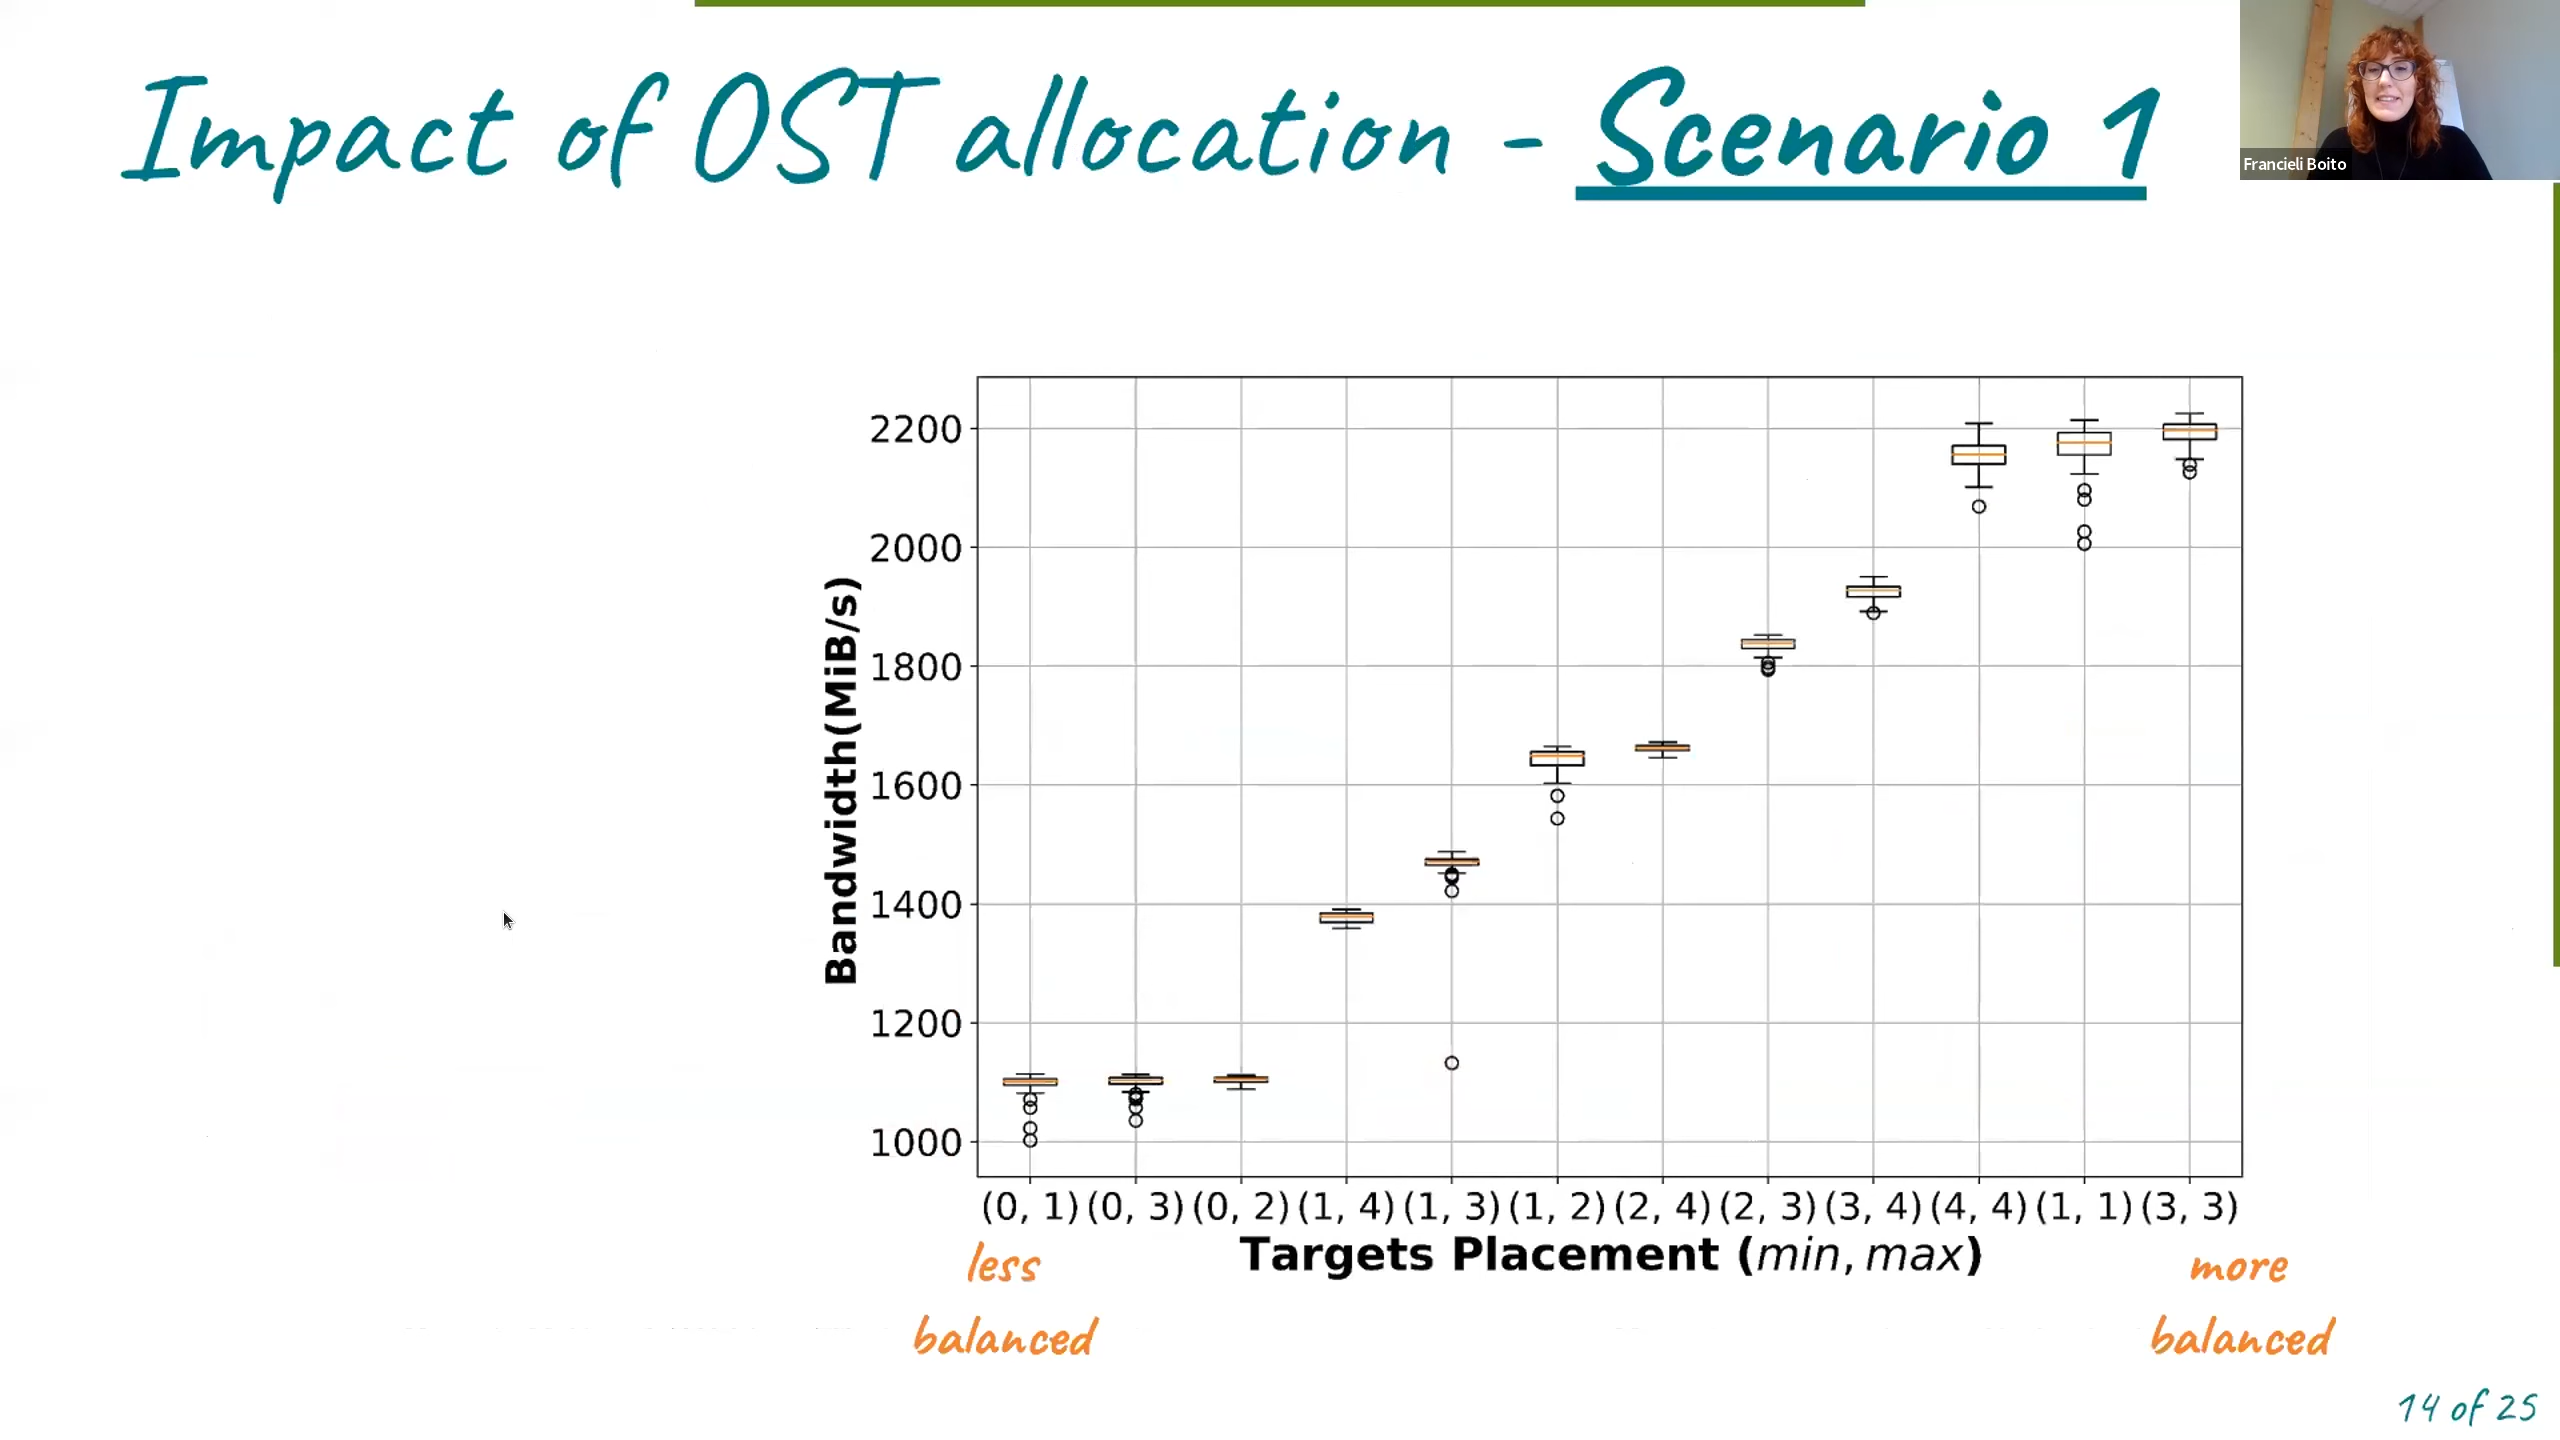 Impact of OST allocation - Scenario 1
Francieli Boito
2200
2000
1800
1600
1400
1200
1000
Bandwidth(MiB/s)
(0, 1) (0, 3) (0, 2) (1, 4) (1, 3) (1, 2) (2, 4) (2, 3) (3, 4) (4, 4) (1, 1) (3, 3)
Targets Placement (min, max)
less
balanced
more
balanced
14 of 25